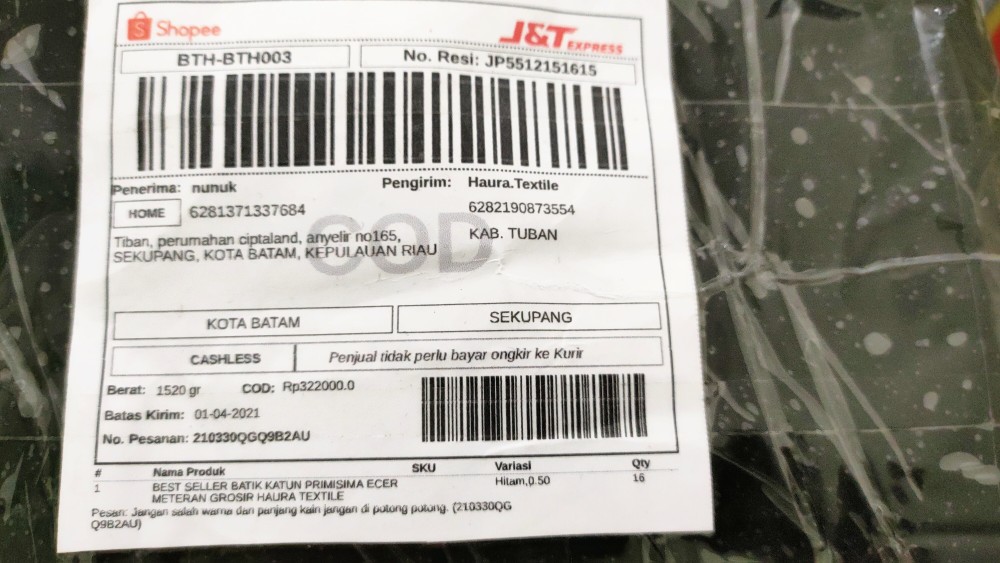 Shopee
J&T EXPRESS
BTH-BTH003
No. Resi: JP5512151615
Penerima: nunuk
Pengirim: Haura.Textile
HOME 6281371337684
6282190873554
COD
Tiban, perumahan ciptaland, anyelir no165,
KAB. TUBAN
SEKUPANG, KOTA BATAM, KEPULAUAN RIAU
KOTA BATAM
SEKUPANG
CASHLESS
Penjual tidak perlu bayar ongkir ke Kurir
Berat: 1520 gr
COD: Rp322000.0
Batas Kirim: 01-04-2021
No. Pesanan: 210330QGQ9B2AU
# Nama Produk SKU Variasi Qty
1 BEST SELLER BATIK KATUN PRIMISIMA ECER Hitam,0.50 16
METERAN GROSIR HAURA TEXTILE
Pesan: Jangan salah warna dan panjang kain jangan di potong potong. (210330QG
Q9B2AU)